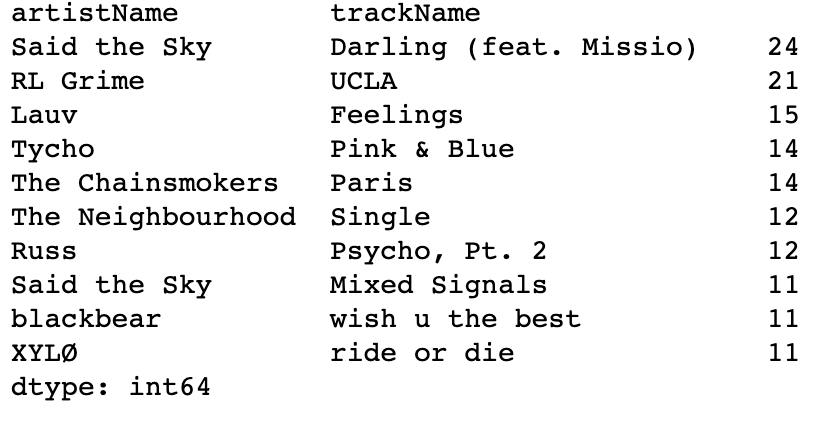 artistName trackName
Said the Sky Darling (feat. Missio) 24
RL Grime UCLA 21
Lauv Feelings 15
Tycho Pink & Blue 14
The Chainsmokers Paris 14
The Neighbourhood Single 12
Russ Psycho, Pt. 2 12
Said the Sky Mixed Signals 11
blackbear wish u the best 11
XYLØ ride or die 11
dtype: int64